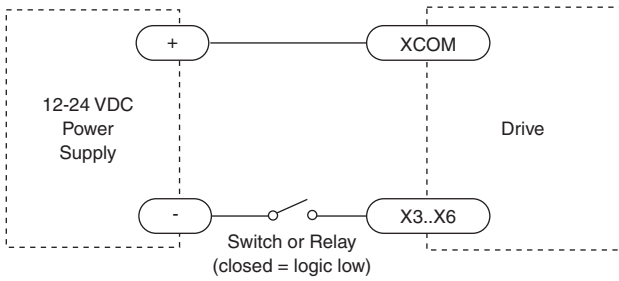 +
XCOM
12-24 VDC
Power
Supply
Drive
-
X3..X6
Switch or Relay
(closed = logic low)